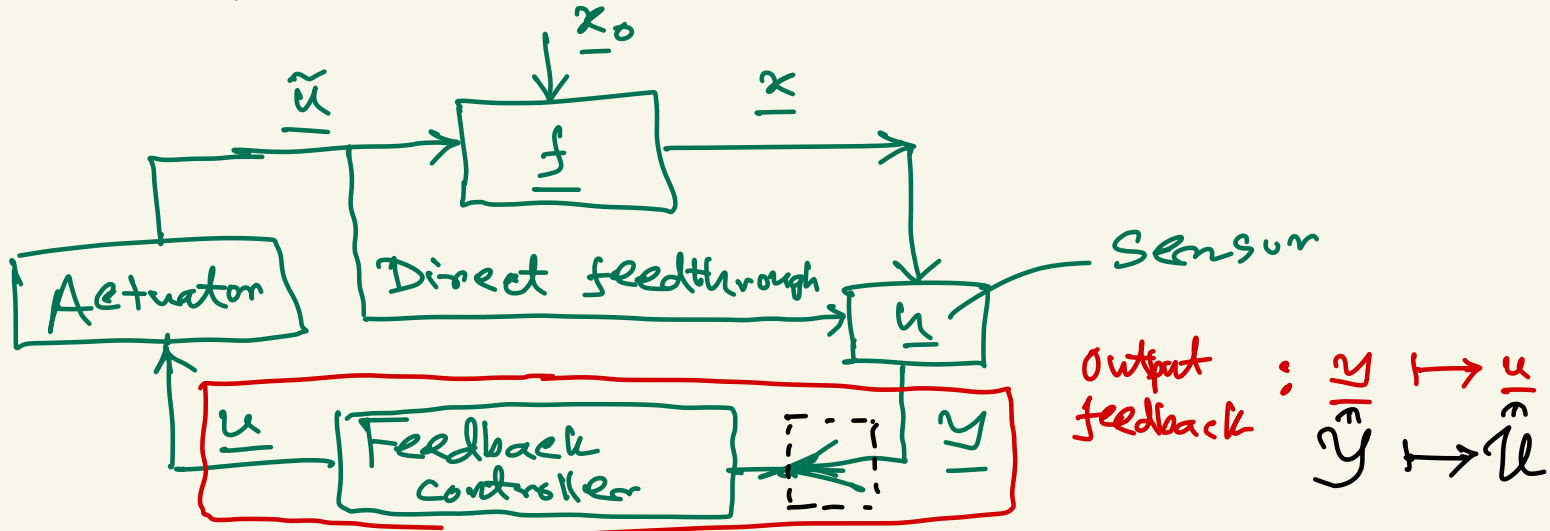 x₀
ũ
x
f
Sensor
Actuator
Direct feedthrough
h
Output feedback : y ↦ u
∩ ∩
𝒴 ↦ 𝒰
u
Feedback controller
y